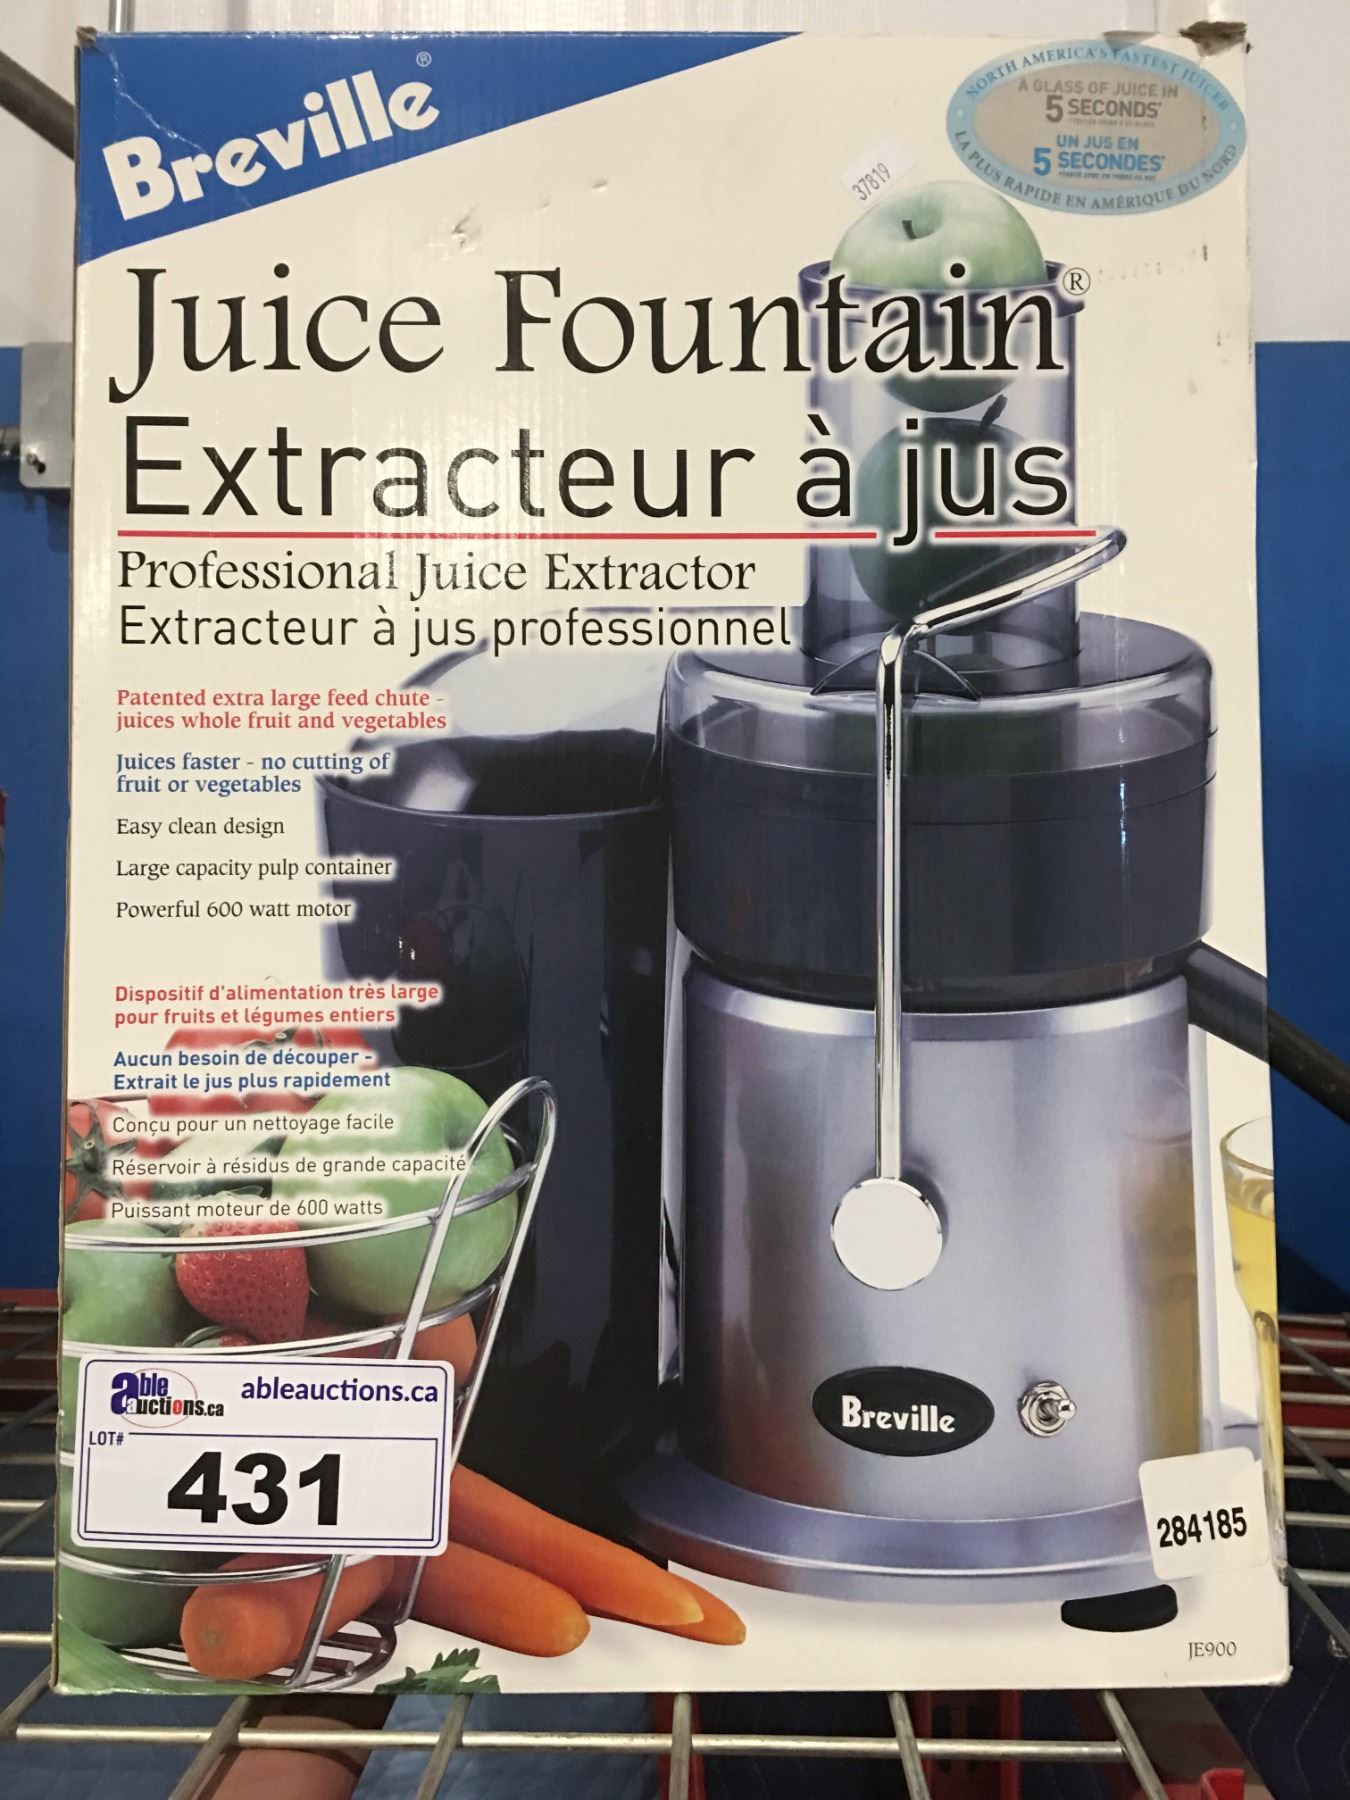 Breville®
NORTH AMERICA'S FASTEST JUICER
A GLASS OF JUICE IN
5 SECONDS*
UN JUS EN
5 SECONDES*
LA PLUS RAPIDE EN AMÉRIQUE DU NORD
37819
Juice Fountain®
Extracteur à jus
Professional Juice Extractor
Extracteur à jus professionnel
Patented extra large feed chute -
juices whole fruit and vegetables
Juices faster - no cutting of
fruit or vegetables
Easy clean design
Large capacity pulp container
Powerful 600 watt motor
Dispositif d'alimentation très large
pour fruits et légumes entiers
Aucun besoin de découper -
Extrait le jus plus rapidement
Conçu pour un nettoyage facile
Réservoir à résidus de grande capacité
Puissant moteur de 600 watts
able auctions.ca
ableauctions.ca
LOT#
431
Breville
284185
JE900